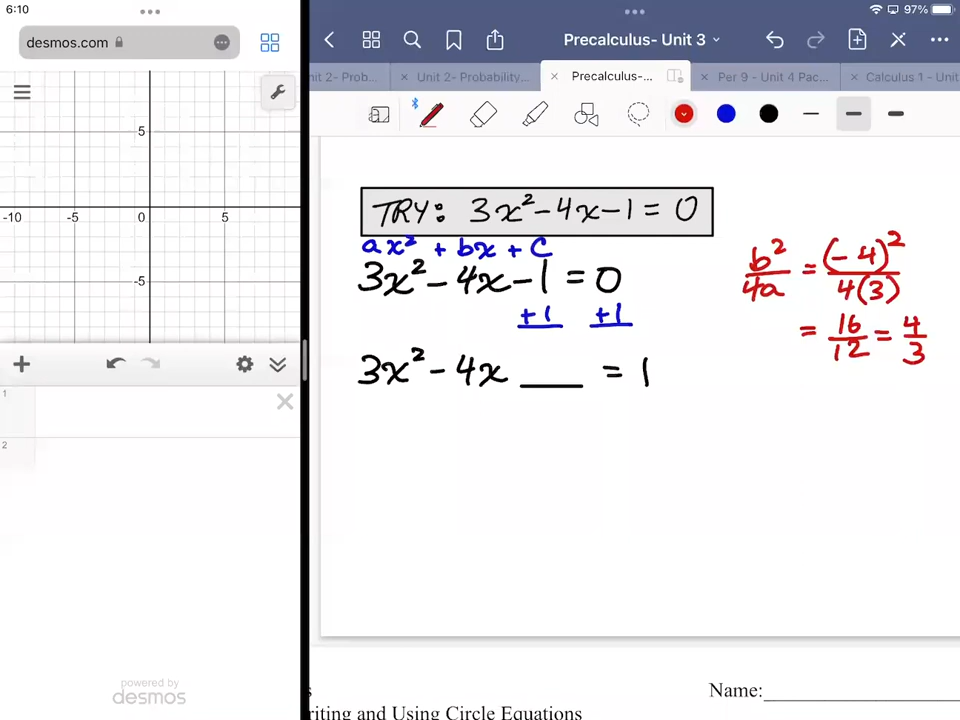 6:10
97%
desmos.com
Precalculus- Unit 3
nit 2- Prob...
Unit 2- Probability,...
Precalculus-...
Per 9 - Unit 4 Pac...
Calculus 1 - Unit
5
-10 -5 0 5
-5
1
2
powered by
desmos
TRY: 3x² - 4x - 1 = 0
ax² + bx + C
3x² - 4x - 1 = 0
+1 +1
3x² - 4x ___ = 1
b²/4a = (-4)²/4(3)
= 16/12 = 4/3
s
Name:____________________
riting and Using Circle Equations